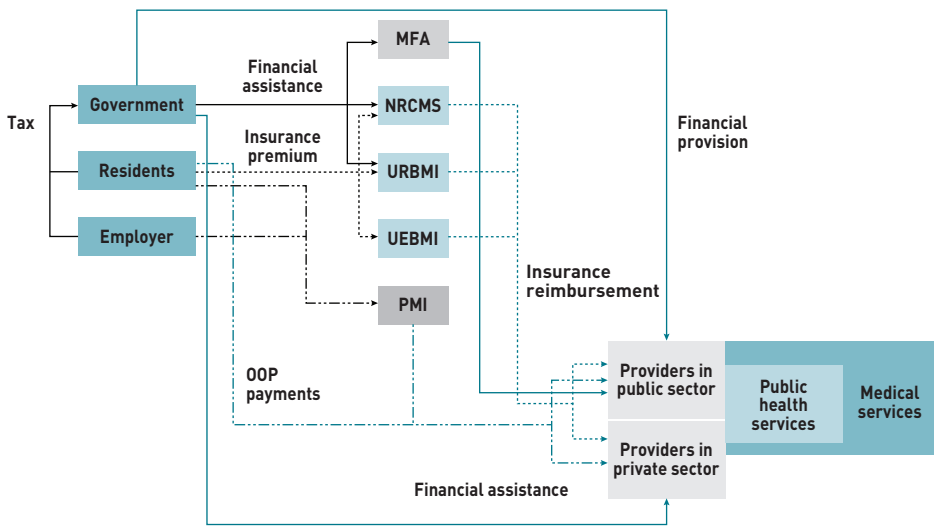 MFA
Financial
assistance
Government
NRCMS
Tax
Insurance
premium
Financial
provision
Residents
URBMI
Employer
UEBMI
Insurance
reimbursement
PMI
OOP
payments
Providers in
public sector
Public
health
services
Medical
services
Providers in
private sector
Financial assistance